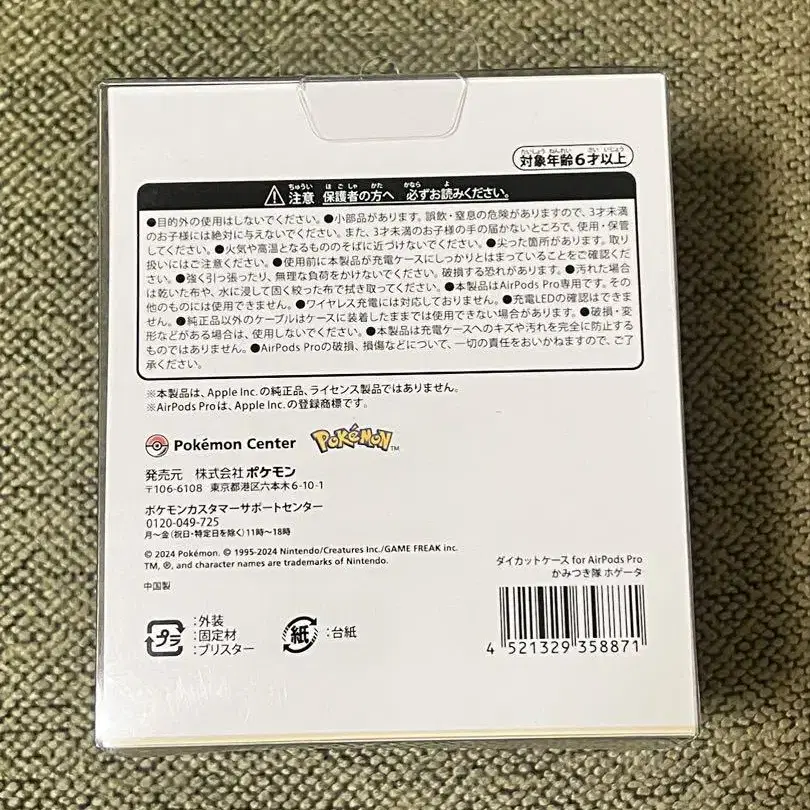 対象年齢6才以上
注意 保護者の方へ 必ずお読みください。
●目的外の使用はしないでください。●小部品があります。誤飲・窒息の危険がありますので、3才未満
のお子様には絶対に与えないでください。また、3才未満のお子様の手の届かないところで、使用・保管
してください。●火気や高温となるもののそばに近づけないでください。●尖った箇所があります。取り
扱いにはご注意ください。●使用前に本製品が充電ケースにしっかりとはまっていることをご確認くださ
い。●強く引っ張ったり、無理な負荷をかけないでください。破損する恐れがあります。●汚れた場合
は乾いた布や、水に浸して固く絞った布で拭き取ってください。●本製品はAirPods Pro専用です。その
他のものには使用できません。●ワイヤレス充電には対応しておりません。●充電LEDの確認はできま
せん。●純正品以外のケーブルはケースに装着したままでは使用できない場合があります。●破損・変
形などがある場合は、使用しないでください。●本製品は充電ケースへのキズや汚れを完全に防止する
ものではありません。●AirPods Proの破損、損傷などについて、一切の責任をおいかねますので、ご了
承ください。
※本製品は、Apple Inc.の純正品、ライセンス製品ではありません。
※AirPods Proは、Apple Inc.の登録商標です。
Pokémon Center POKéMON TM
発売元 株式会社ポケモン
〒106-6108 東京都港区六本木6-10-1
ポケモンカスタマーサポートセンター
0120-049-725
月〜金(祝日・特定日を除く)11時〜18時
© 2024 Pokémon. © 1995-2024 Nintendo/Creatures Inc./GAME FREAK inc.
TM, ®, and character names are trademarks of Nintendo.
中国製
ダイカットケース for AirPods Pro
かみつき隊 ホゲータ
プラ
:外装
:固定材
:ブリスター
紙 :台紙
4 521329 358871